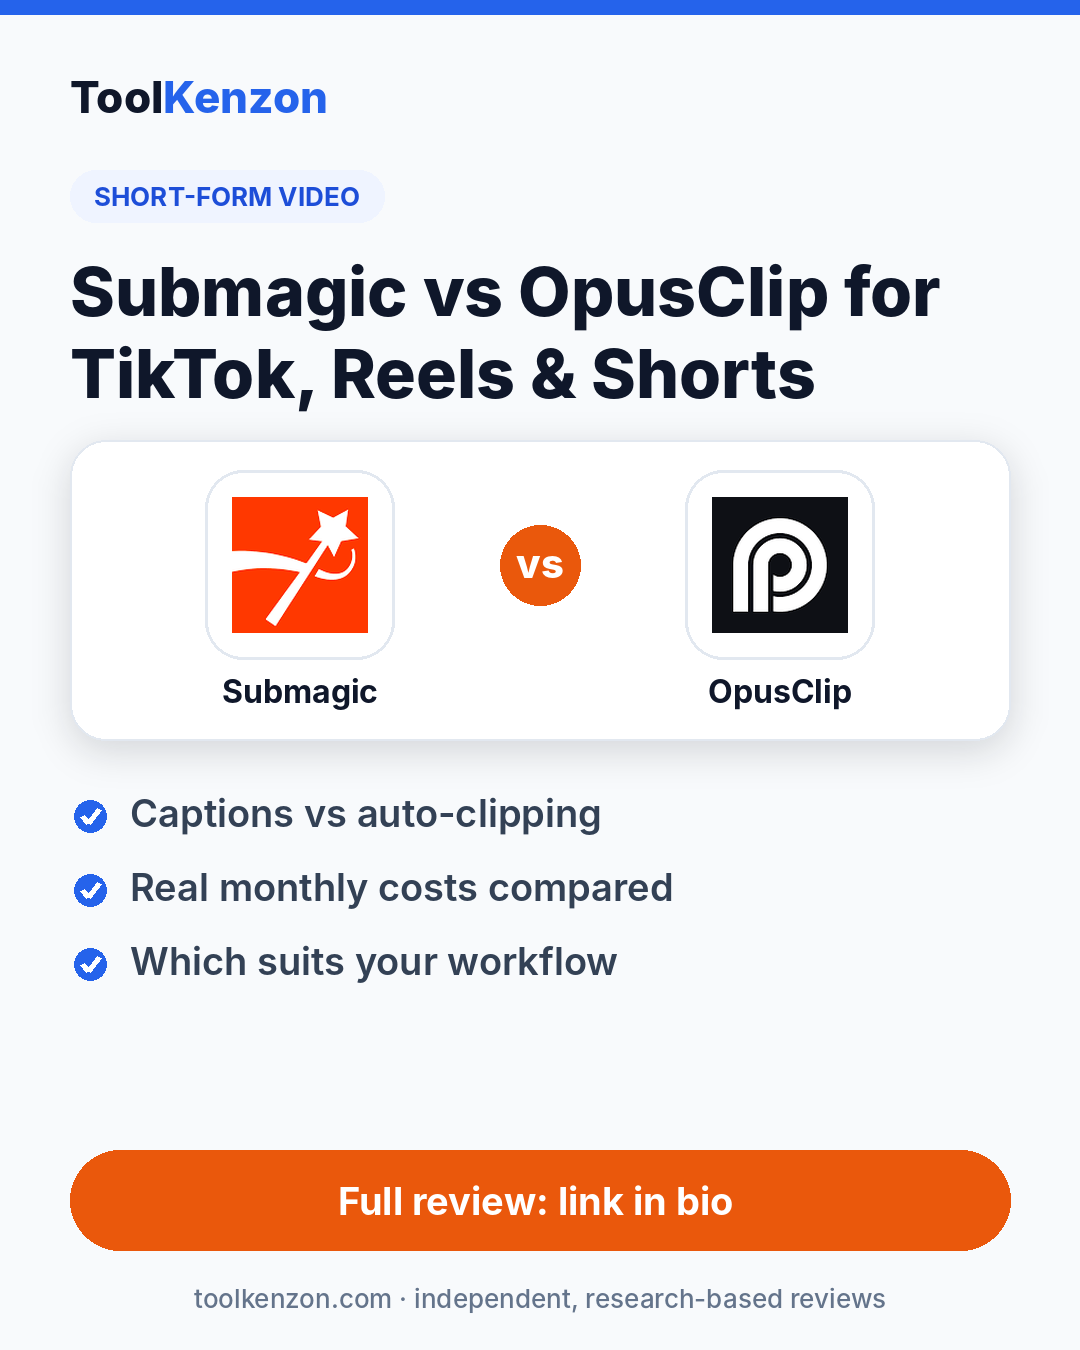 ToolKenzon
SHORT-FORM VIDEO
Submagic vs OpusClip for
TikTok, Reels & Shorts
vs
Submagic
OpusClip
Captions vs auto-clipping
Real monthly costs compared
Which suits your workflow
Full review: link in bio
toolkenzon.com · independent, research-based reviews